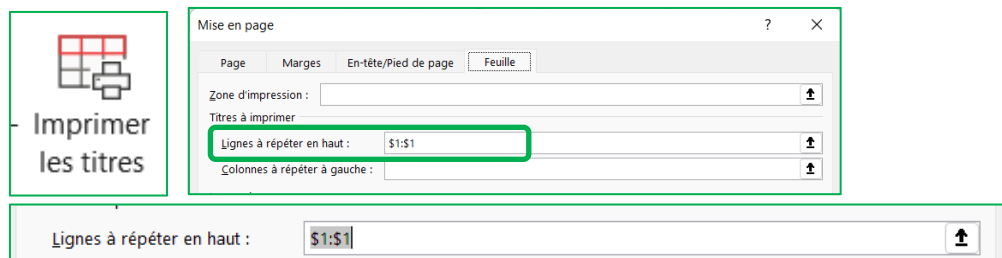 Imprimer
les titres
Mise en page ? ×
Page Marges En-tête/Pied de page Feuille
Zone d'impression :
Titres à imprimer
Lignes à répéter en haut : $1:$1
Colonnes à répéter à gauche :
Lignes à répéter en haut : $1:$1